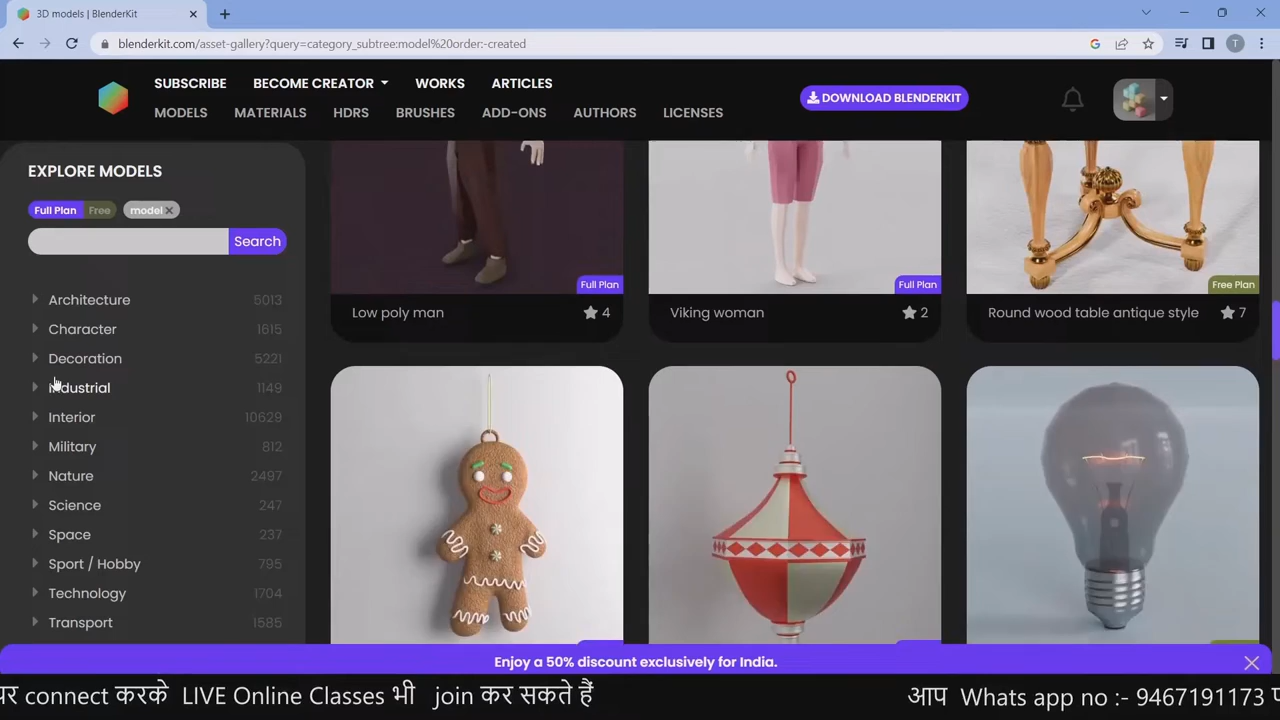 3D models | BlenderKit
blenderkit.com/asset-gallery?query=category_subtree:model%20order:-created
T
SUBSCRIBE BECOME CREATOR WORKS ARTICLES
MODELS MATERIALS HDRS BRUSHES ADD-ONS AUTHORS LICENSES
DOWNLOAD BLENDERKIT
EXPLORE MODELS
Full Plan Free model
Search
Architecture 5013
Character 1615
Decoration 5221
Industrial 1149
Interior 10629
Military 812
Nature 2497
Science 247
Space 237
Sport / Hobby 795
Technology 1704
Transport 1585
Full Plan
Low poly man 4
Full Plan
Viking woman 2
Free Plan
Round wood table antique style 7
Enjoy a 50% discount exclusively for India.
पर connect करके LIVE Online Classes भी join कर सकते हैं आप Whats app no :- 9467191173 प